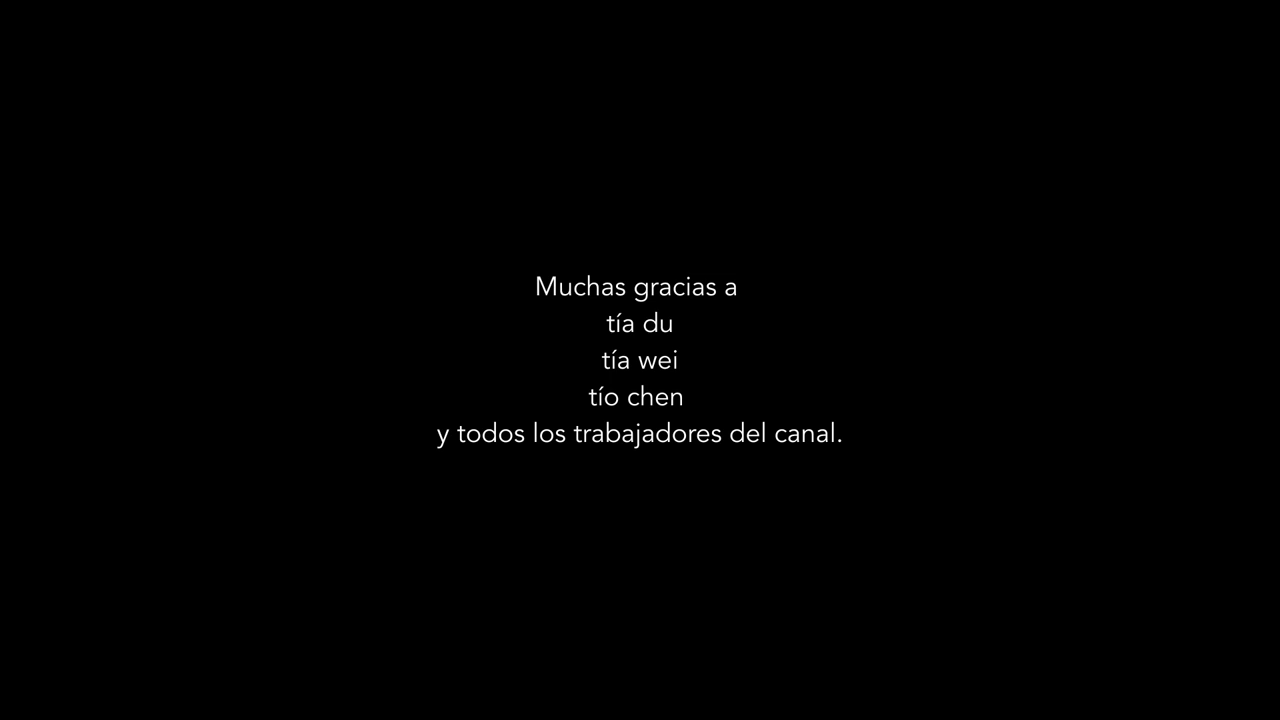 Muchas gracias a
tía du
tía wei
tío chen
y todos los trabajadores del canal.